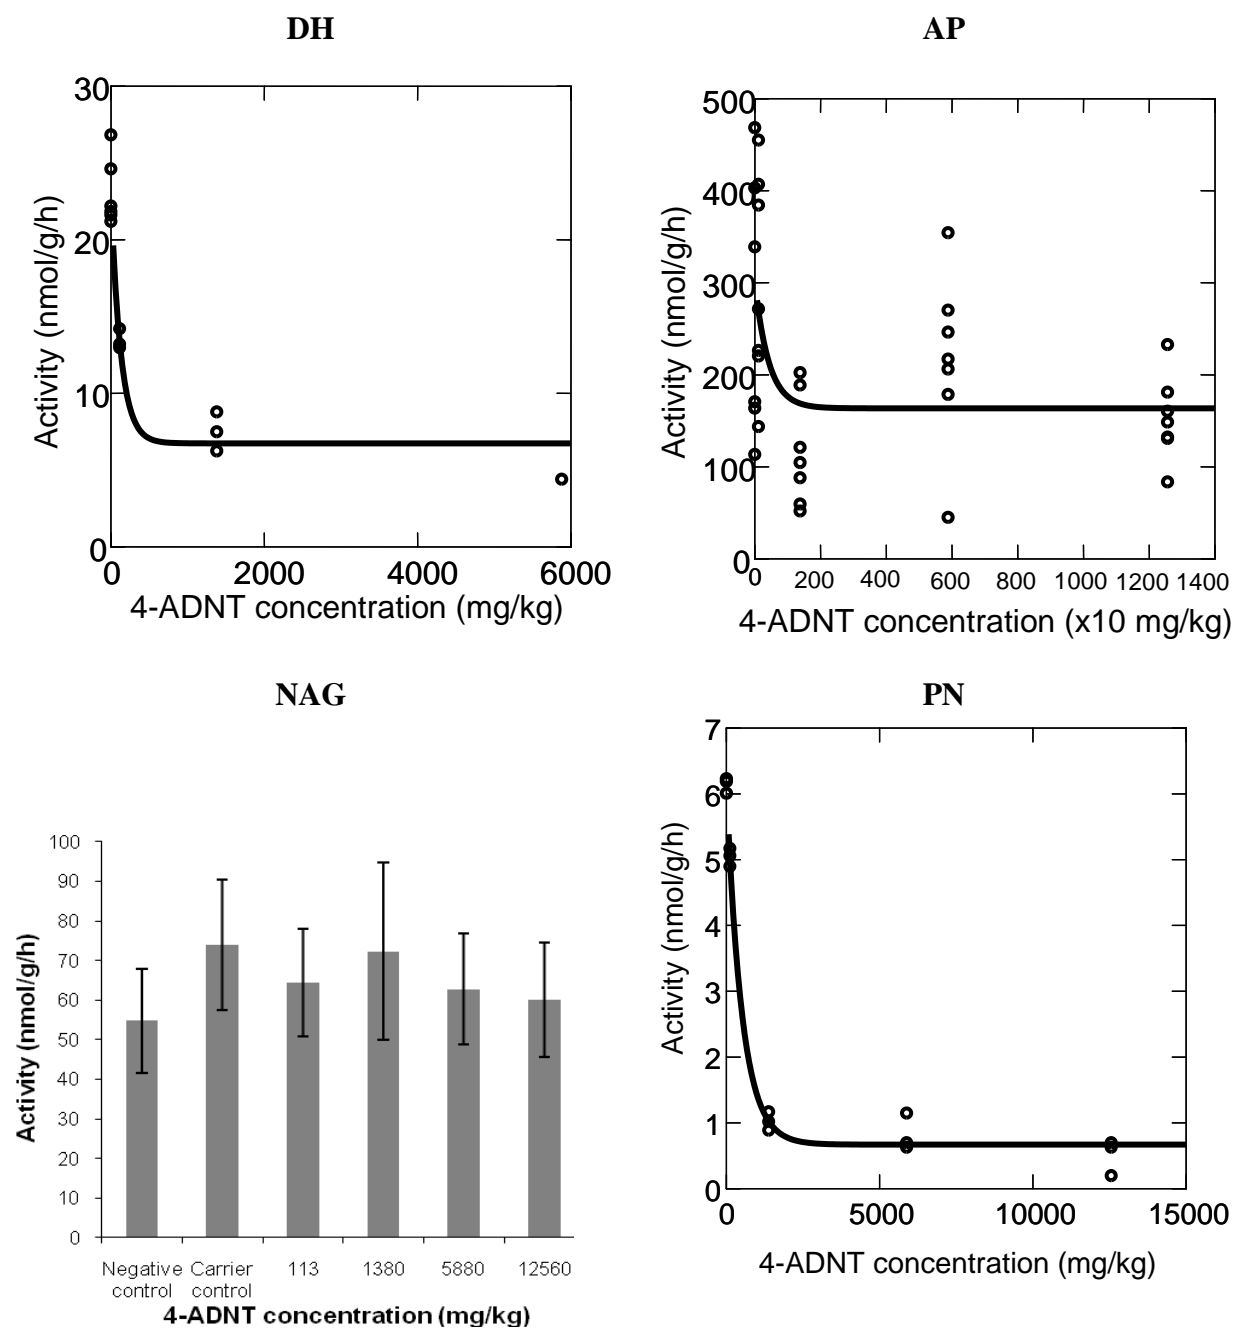 DH
30
20
10
0
Activity (nmol/g/h)
0 2000 4000 6000
4-ADNT concentration (mg/kg)
AP
500
400
300
200
100
0
Activity (nmol/g/h)
0 200 400 600 800 1000 1200 1400
4-ADNT concentration (x10 mg/kg)
NAG
100
90
80
70
60
50
40
30
20
10
0
Activity (nmol/g/h)
Negative Carrier 113 1380 5880 12560
control control
4-ADNT concentration (mg/kg)
PN
7
6
5
4
3
2
1
0
Activity (nmol/g/h)
0 5000 10000 15000
4-ADNT concentration (mg/kg)